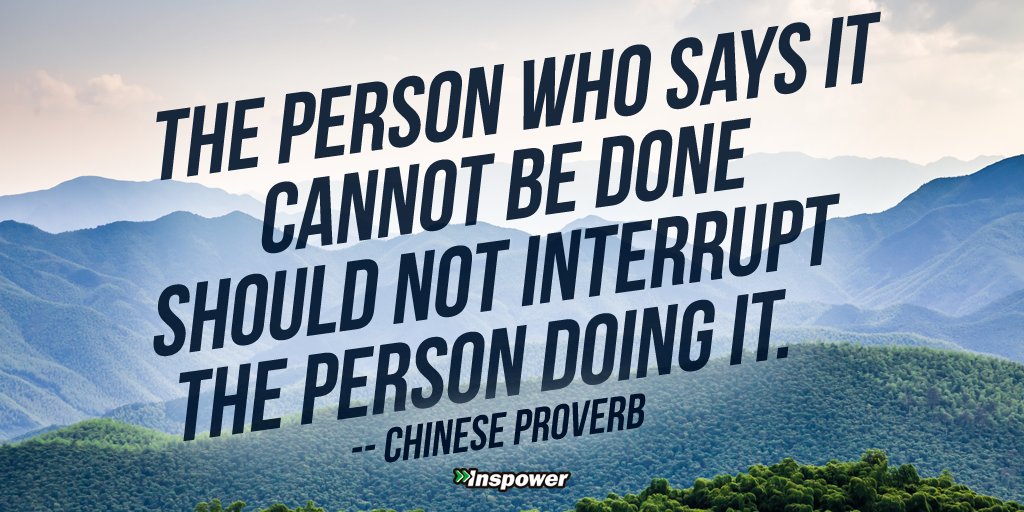 THE PERSON WHO SAYS IT
CANNOT BE DONE
SHOULD NOT INTERRUPT
THE PERSON DOING IT.
-- CHINESE PROVERB
Inspower